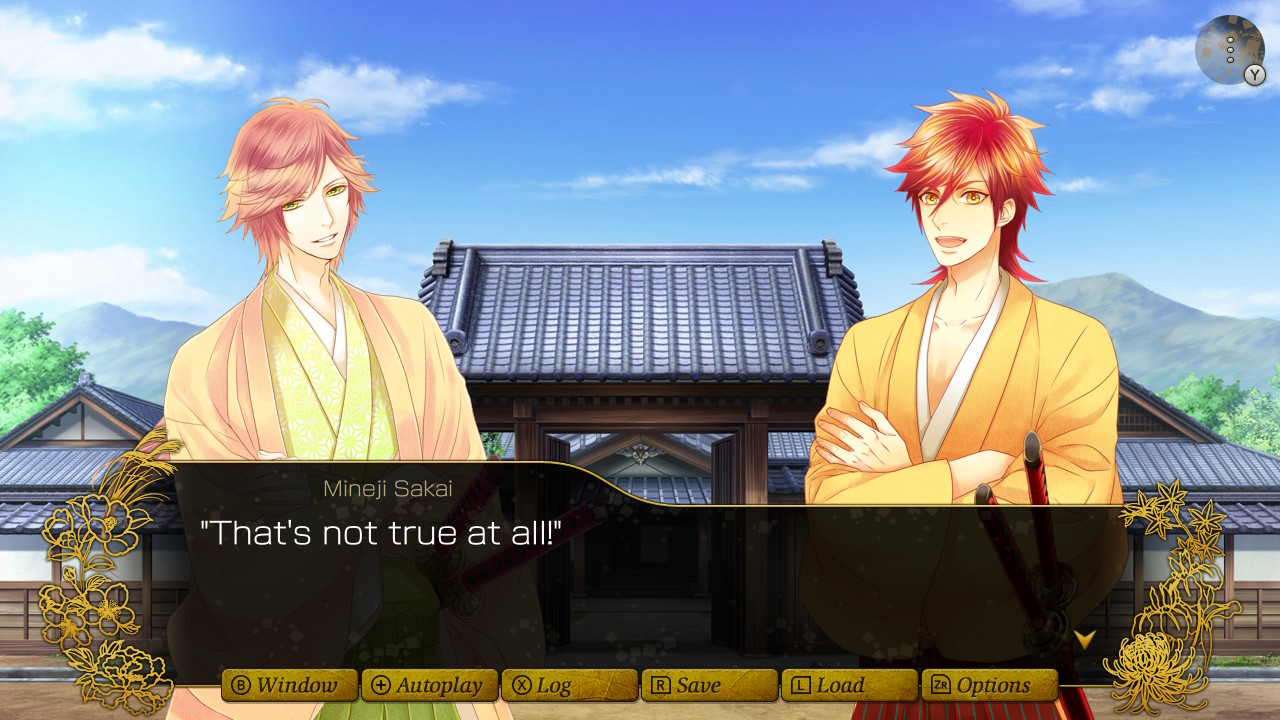 Y
Mineji Sakai
"That's not true at all!"
B Window
+ Autoplay
X Log
R Save
L Load
ZR Options